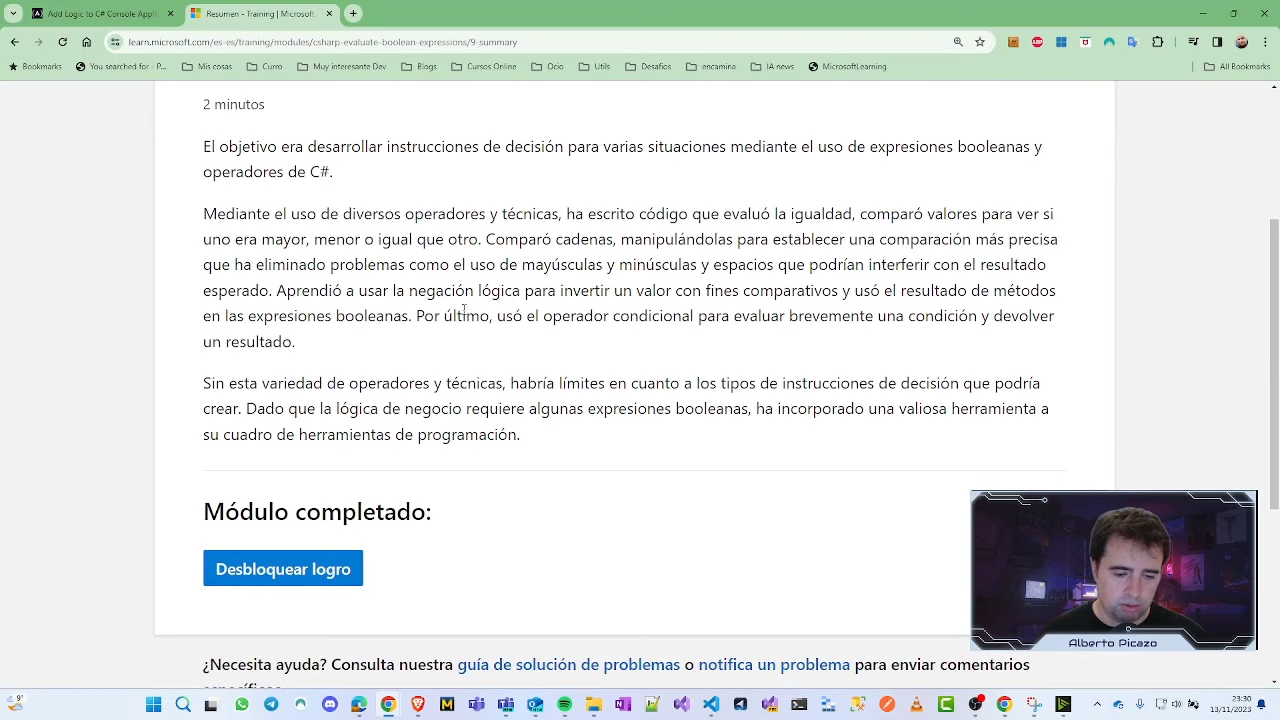 Add Logic to C# Console Appli
Resumen - Training | Microsoft
learn.microsoft.com/es-es/training/modules/csharp-evaluate-boolean-expressions/9-summary
Bookmarks
You searched for - P...
Mis cosas
Curro
Muy interesante Dev
Blogs
Cursos Online
Ocio
Utils
Desafios
encamina
IA news
MicrosoftLearning
All Bookmarks
2 minutos
El objetivo era desarrollar instrucciones de decisión para varias situaciones mediante el uso de expresiones booleanas y
operadores de C#.
Mediante el uso de diversos operadores y técnicas, ha escrito código que evaluó la igualdad, comparó valores para ver si
uno era mayor, menor o igual que otro. Comparó cadenas, manipulándolas para establecer una comparación más precisa
que ha eliminado problemas como el uso de mayúsculas y minúsculas y espacios que podrían interferir con el resultado
esperado. Aprendió a usar la negación lógica para invertir un valor con fines comparativos y usó el resultado de métodos
en las expresiones booleanas. Por último, usó el operador condicional para evaluar brevemente una condición y devolver
un resultado.
Sin esta variedad de operadores y técnicas, habría límites en cuanto a los tipos de instrucciones de decisión que podría
crear. Dado que la lógica de negocio requiere algunas expresiones booleanas, ha incorporado una valiosa herramienta a
su cuadro de herramientas de programación.
Módulo completado:
Desbloquear logro
Alberto Picazo
¿Necesita ayuda? Consulta nuestra guía de solución de problemas o notifica un problema para enviar comentarios
9°
23:30
13/11/2023